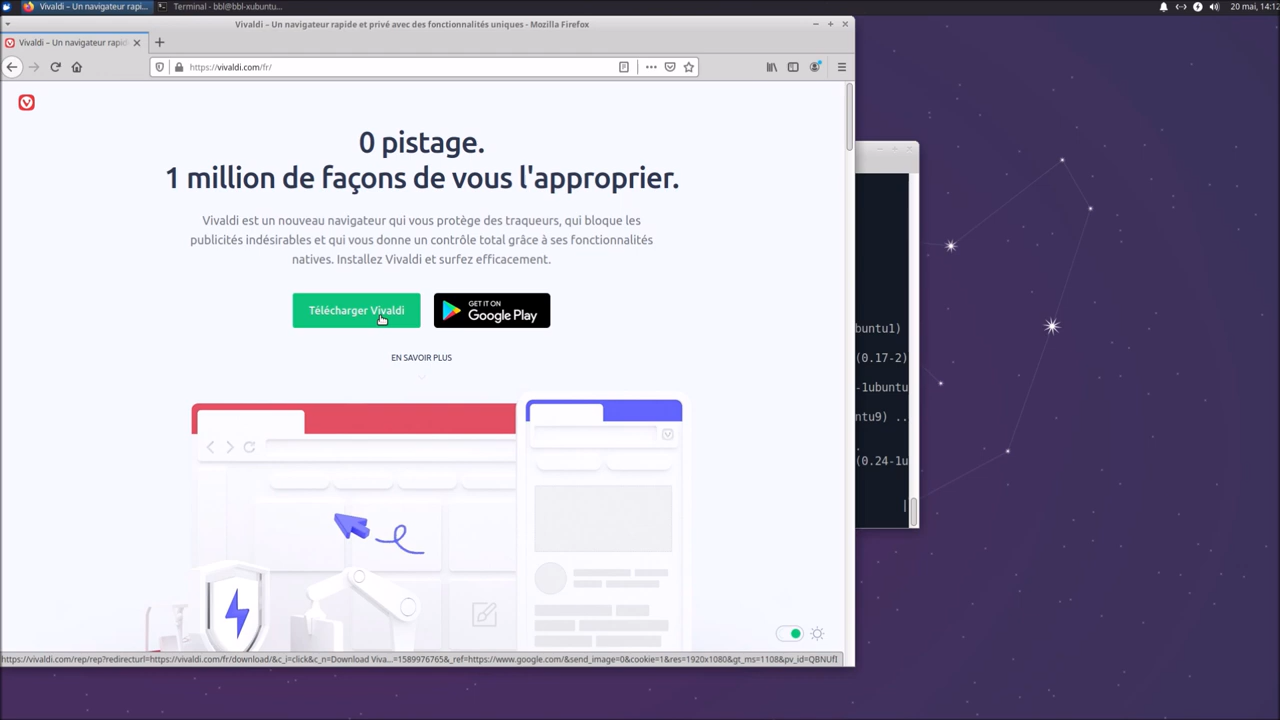 Vivaldi – Un navigateur rapi...
Terminal - bbl@bbl-xubuntu...
20 mai, 14:12
Vivaldi – Un navigateur rapide et privé avec des fonctionnalités uniques - Mozilla Firefox
Vivaldi – Un navigateur rapid
https://vivaldi.com/fr/
0 pistage.
1 million de façons de vous l'approprier.
Vivaldi est un nouveau navigateur qui vous protège des traqueurs, qui bloque les
publicités indésirables et qui vous donne un contrôle total grâce à ses fonctionnalités
natives. Installez Vivaldi et surfez efficacement.
Télécharger Vivaldi
GET IT ON
Google Play
EN SAVOIR PLUS
buntu1)
(0.17-2)
-1ubuntu
ntu9) ..
(0.24-1u
https://vivaldi.com/rep/rep?redirecturl=https://vivaldi.com/fr/download/&c_i=click&c_n=Download Viva...=1589976765&_ref=https://www.google.com/&send_image=0&cookie=1&res=1920x1080&gt_ms=1108&pv_id=QBNUfI